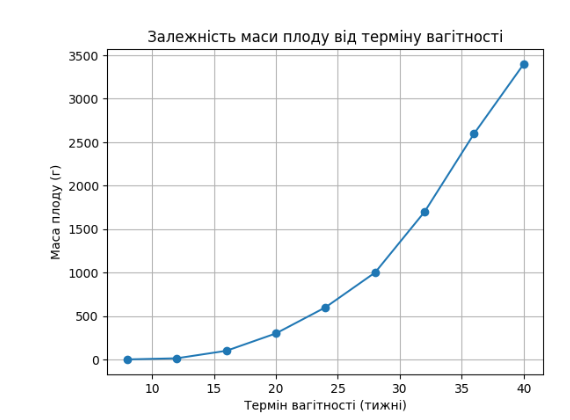 Залежність маси плоду від терміну вагітності
Маса плоду (г)
3500
3000
2500
2000
1500
1000
500
0
10 15 20 25 30 35 40
Термін вагітності (тижні)